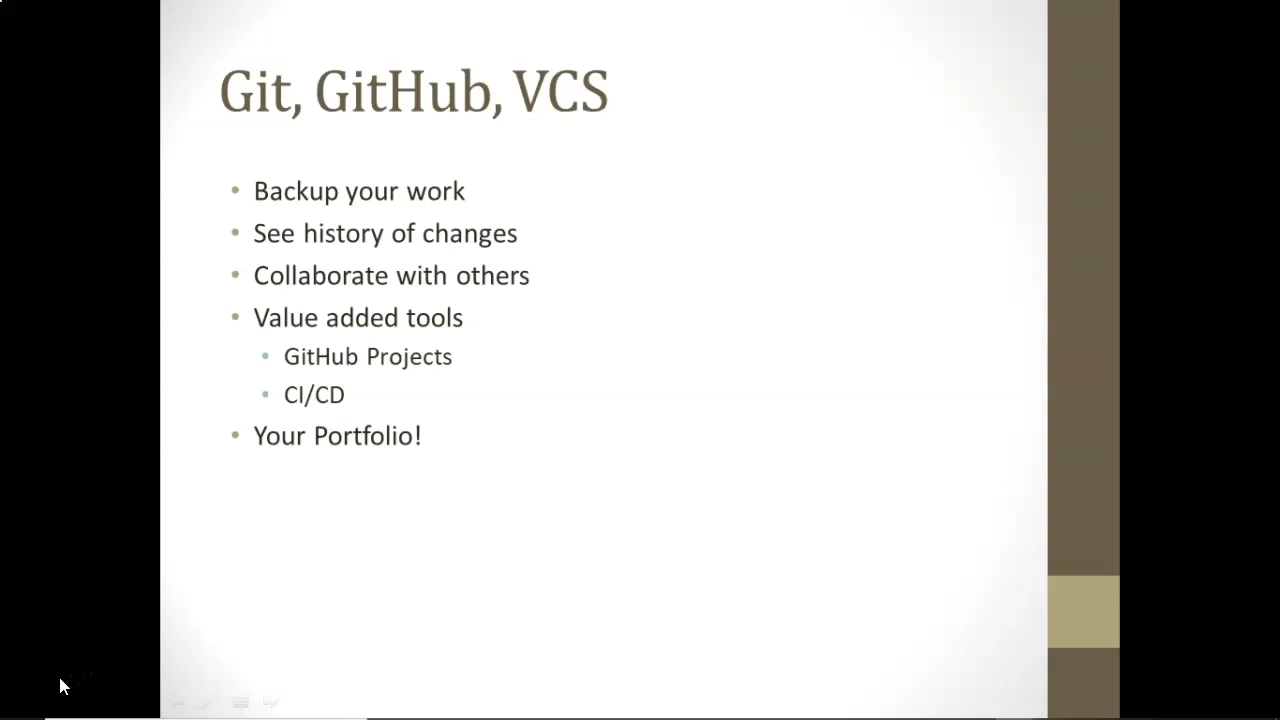 Git, GitHub, VCS
• Backup your work
• See history of changes
• Collaborate with others
• Value added tools
• GitHub Projects
• CI/CD
• Your Portfolio!